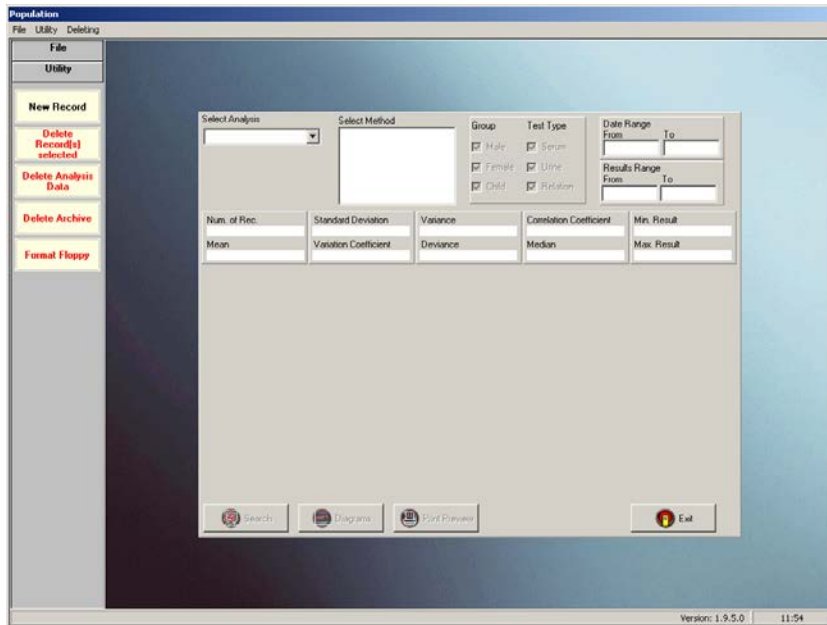 Population
File Utility Deleting
File
Utility
New Record
Delete
Record(s)
selected
Delete Analysis
Data
Delete Archive
Format Floppy
Select Analysis
Select Method
Group
Test Type
Male
Serum
Female
Urine
Child
Relation
Date Range
From To
Results Range
From To
Num. of Rec.
Standard Deviation
Variance
Correlation Coefficient
Min. Result
Mean
Variation Coefficient
Deviance
Median
Max. Result
Search
Diagrams
Print Preview
Exit
Version: 1.9.5.0
11:54